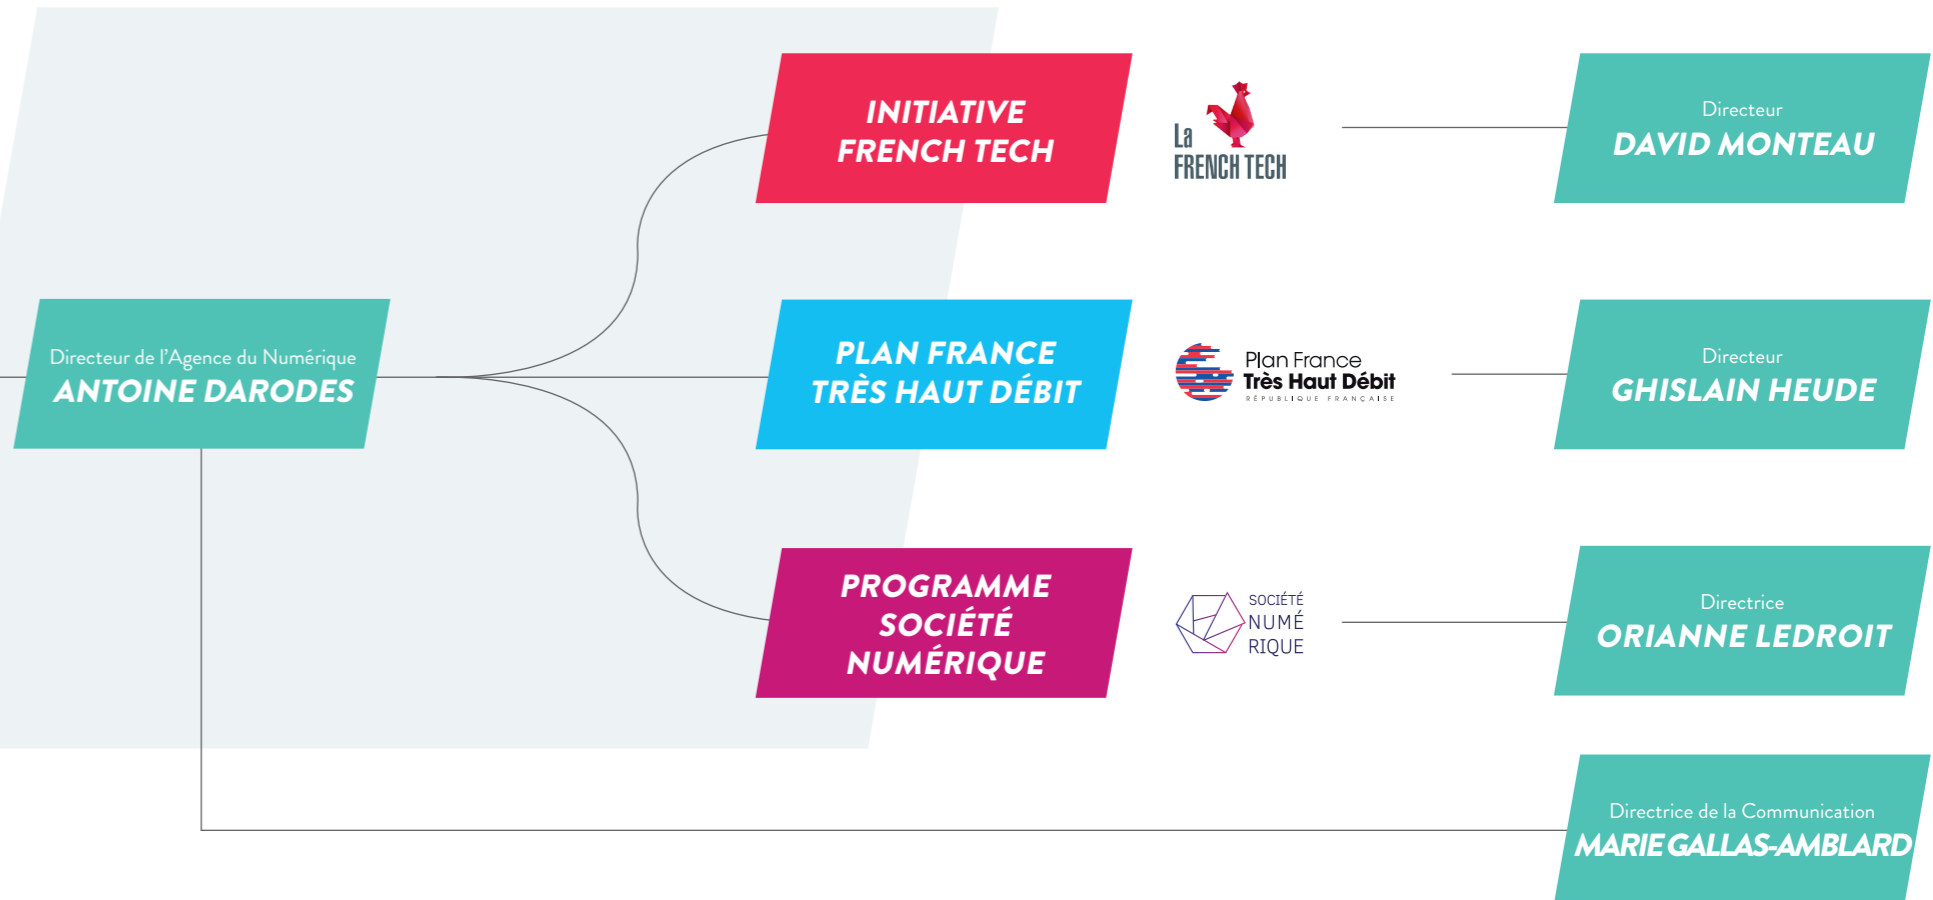 INITIATIVE
FRENCH TECH
La
FRENCH TECH
Directeur
DAVID MONTEAU
Directeur de l'Agence du Numérique
ANTOINE DARODES
PLAN FRANCE
TRÈS HAUT DÉBIT
Plan France
Très Haut Débit
RÉPUBLIQUE FRANÇAISE
Directeur
GHISLAIN HEUDE
PROGRAMME
SOCIÉTÉ
NUMÉRIQUE
SOCIÉTÉ
NUMÉ
RIQUE
Directrice
ORIANNE LEDROIT
Directrice de la Communication
MARIE GALLAS-AMBLARD